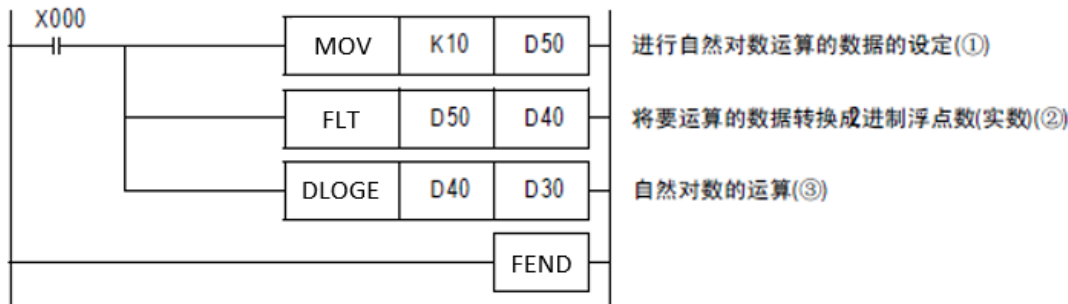 X000
MOV K10 D50 进行自然对数运算的数据的设定(①)
FLT D50 D40 将要运算的数据转换成2进制浮点数(实数)(②)
DLOGE D40 D30 自然对数的运算(③)
FEND